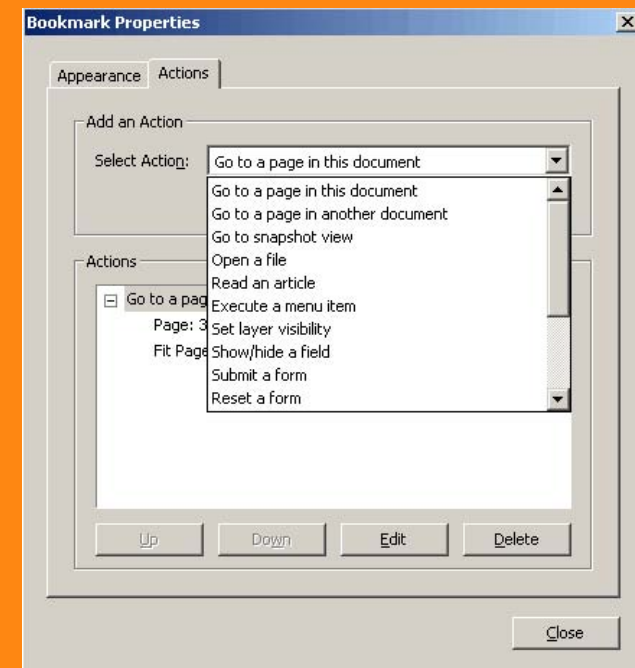 Bookmark Properties
Appearance Actions
Add an Action
Select Action: Go to a page in this document
Go to a page in this document
Go to a page in another document
Go to snapshot view
Open a file
Read an article
Execute a menu item
Set layer visibility
Show/hide a field
Submit a form
Reset a form
Actions
Go to a pag
Page: 3
Fit Page
Up Down Edit Delete
Close